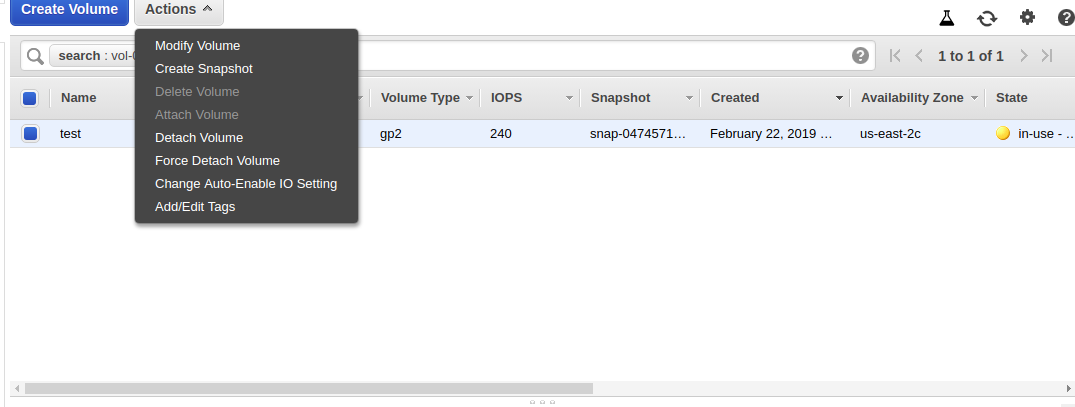 Create Volume Actions
Modify Volume
Create Snapshot
Delete Volume
Attach Volume
Detach Volume
Force Detach Volume
Change Auto-Enable IO Setting
Add/Edit Tags
search : vol- 1 to 1 of 1
Name Volume Type IOPS Snapshot Created Availability Zone State
test gp2 240 snap-0474571... February 22, 2019 ... us-east-2c in-use - ...